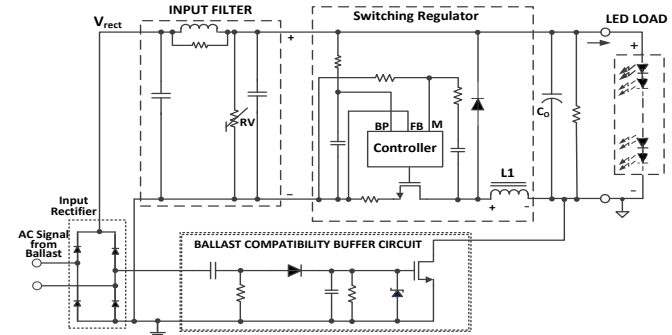 INPUT FILTER
Switching Regulator
LED LOAD
Vrect
+
+
RV
BP
FB
M
Controller
CO
L1
–
+
–
–
Input
Rectifier
AC Signal
from
Ballast
BALLAST COMPATIBILITY BUFFER CIRCUIT